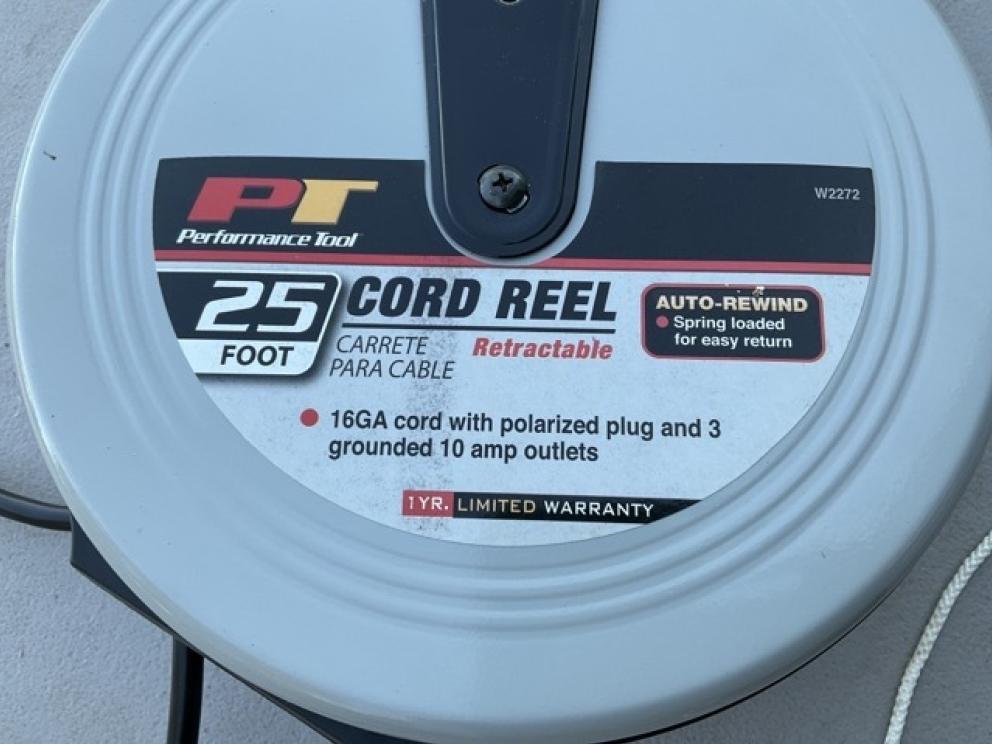 PT
Performance Tool
W2272
25
FOOT
CORD REEL
CARRETE
PARA CABLE
Retractable
AUTO-REWIND
Spring loaded
for easy return
16GA cord with polarized plug and 3
grounded 10 amp outlets
1YR. LIMITED WARRANTY